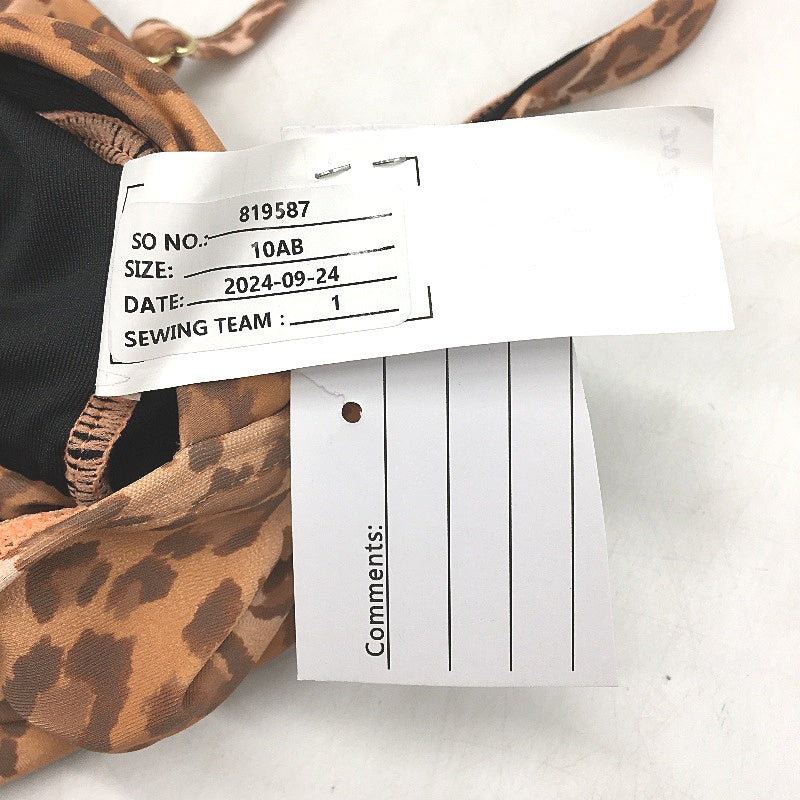 819587
SO NO.:
10AB
SIZE:
2024-09-24
DATE:
1
SEWING TEAM :
Comments: